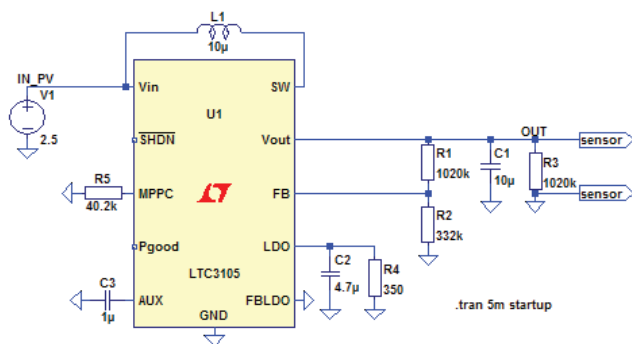 L1
10µ
IN_PV
V1
2.5
Vin
SW
U1
SHDN
Vout
OUT
sensor
R1
1020k
C1
10µ
R3
1020k
sensor
R5
40.2k
MPPC
FB
R2
332k
Pgood
LDO
LTC3105
C2
4.7µ
R4
350
C3
1µ
AUX
FBLDO
GND
.tran 5m startup